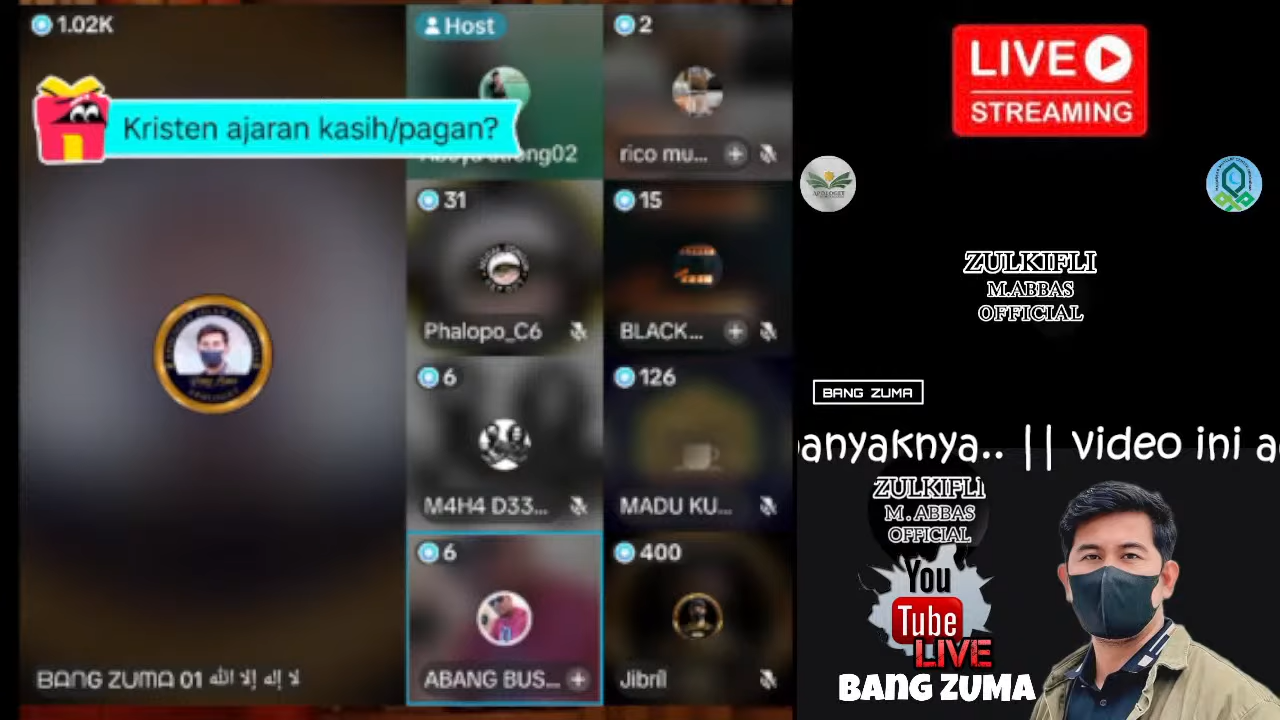 1.02K
Host
2
Kristen ajaran kasih/pagan?
rico mu...
31
15
Phalopo_C6
BLACK...
6
126
M4H4 D33...
MADU KU...
6
400
ABANG BUS...
Jibril
BANG ZUMA 01 لا إله إلا الله
LIVE
STREAMING
ZULKIFLI
M.ABBAS
OFFICIAL
BANG ZUMA
banyaknya.. || video ini a
ZULKIFLI
M.ABBAS
OFFICIAL
You
Tube
LIVE
BANG ZUMA